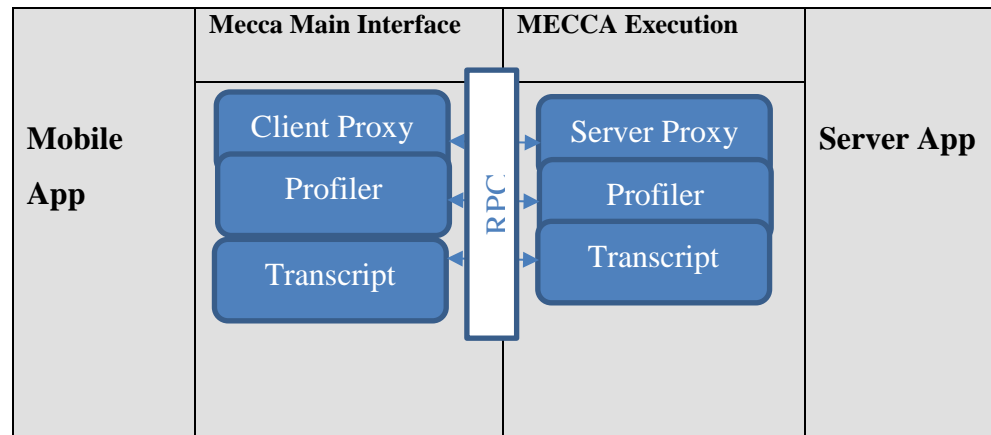 Mecca Main Interface
MECCA Execution
Mobile
App
Client Proxy
Profiler
Transcript
RPC
Server Proxy
Profiler
Transcript
Server App